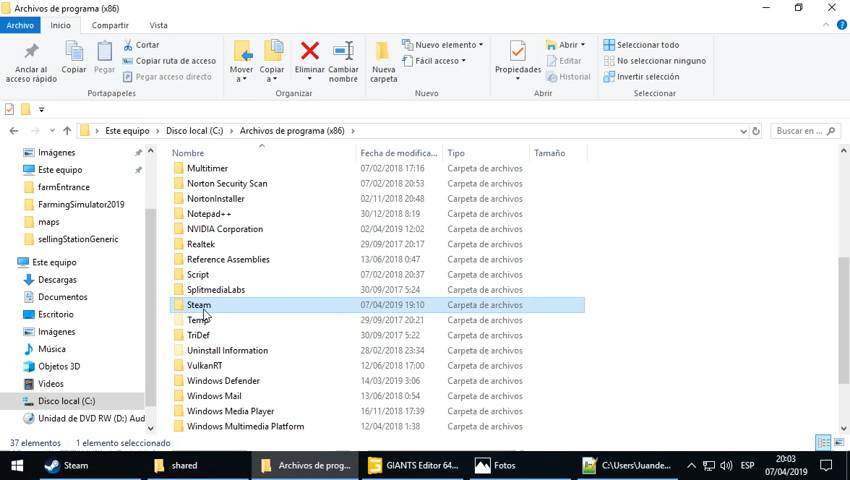 Archivos de programa (x86)
Archivo Inicio Compartir Vista
Anclar al acceso rápido
Copiar
Pegar
Cortar
Copiar ruta de acceso
Pegar acceso directo
Portapapeles
Mover a
Copiar a
Eliminar
Cambiar nombre
Organizar
Nueva carpeta
Nuevo elemento
Fácil acceso
Nuevo
Propiedades
Abrir
Editar
Historial
Abrir
Seleccionar todo
No seleccionar ninguno
Invertir selección
Seleccionar
Este equipo > Disco local (C:) > Archivos de programa (x86) >
Buscar en ...
Imágenes
Este equipo
farmEntrance
FarmingSimulator2019
maps
sellingStationGeneric
Este equipo
Descargas
Documentos
Escritorio
Imágenes
Música
Objetos 3D
Videos
Disco local (C:)
Unidad de DVD RW (D:) Aud
Nombre Fecha de modifica... Tipo Tamaño
Multitimer 07/02/2018 17:16 Carpeta de archivos
Norton Security Scan 07/02/2018 20:53 Carpeta de archivos
NortonInstaller 02/11/2018 20:48 Carpeta de archivos
Notepad++ 30/12/2018 8:19 Carpeta de archivos
NVIDIA Corporation 02/04/2019 12:02 Carpeta de archivos
Realtek 29/09/2017 20:17 Carpeta de archivos
Reference Assemblies 13/06/2018 0:47 Carpeta de archivos
Script 07/02/2018 20:37 Carpeta de archivos
SplitmediaLabs 30/09/2017 5:24 Carpeta de archivos
Steam 07/04/2019 19:10 Carpeta de archivos
Temp 29/09/2017 20:21 Carpeta de archivos
TriDef 30/09/2017 5:22 Carpeta de archivos
Uninstall Information 28/02/2018 23:34 Carpeta de archivos
VulkanRT 12/06/2018 17:00 Carpeta de archivos
Windows Defender 14/03/2019 3:06 Carpeta de archivos
Windows Mail 13/06/2018 0:54 Carpeta de archivos
Windows Media Player 16/11/2018 17:39 Carpeta de archivos
Windows Multimedia Platform 12/04/2018 1:38 Carpeta de archivos
37 elementos 1 elemento seleccionado
Steam
shared
Archivos de prog...
GIANTS Editor 64...
Fotos
C:\Users\Juande...
ESP
20:03
07/04/2019